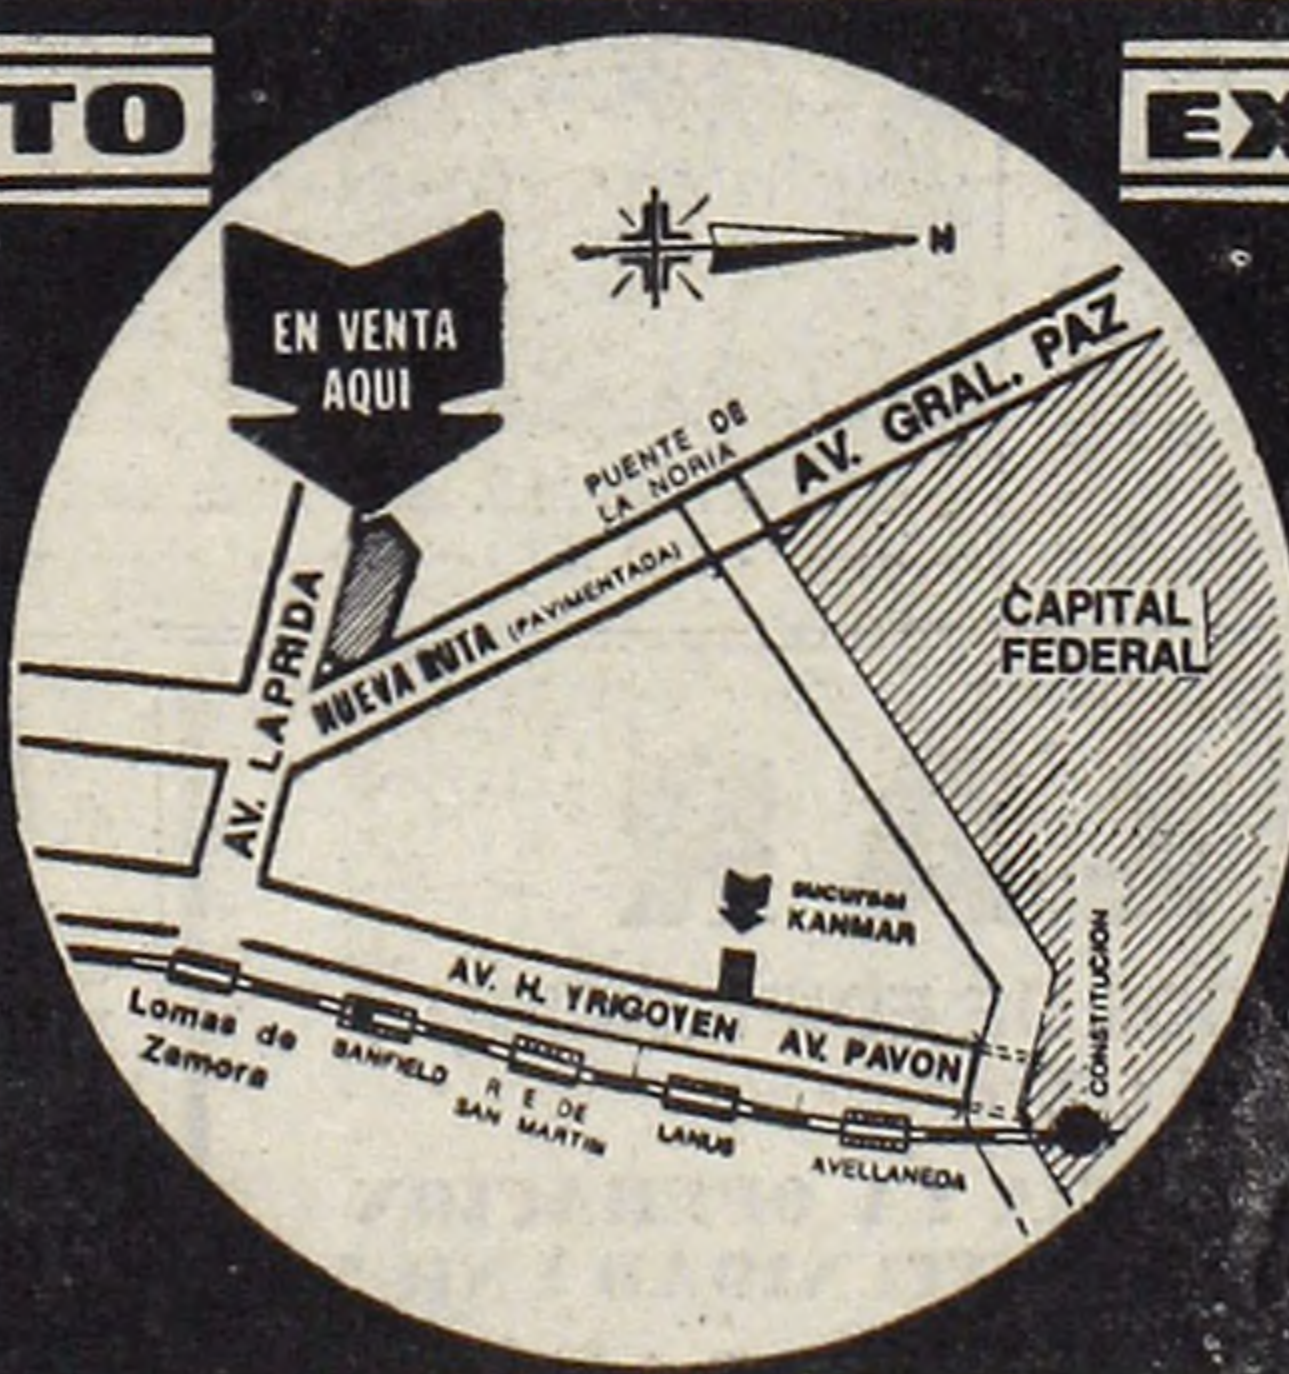 TO
EX
N
EN VENTA
AQUI
AV. GRAL. PAZ
PUENTE DE
LA NORIA
NUEVA RUTA (PAVIMENTADA)
AV. LAPRIDA
CAPITAL
FEDERAL
sucursal
KANMAR
CONSTITUCION
AV. H. YRIGOYEN AV. PAVON
Lomas de
Zamora
BANFIELD
R E DE
SAN MARTIN
LANUS
AVELLANEDA